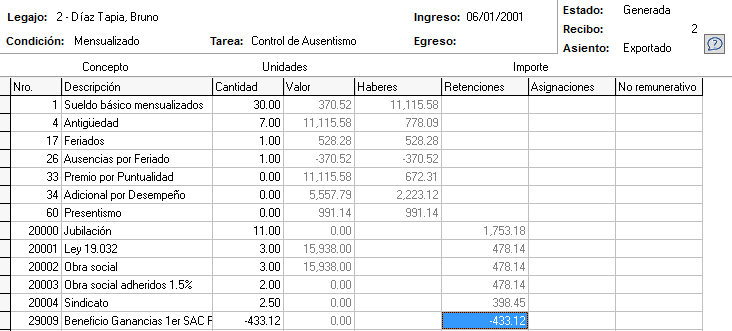 Legajo: 2 - Díaz Tapia, Bruno Ingreso: 06/01/2001 Estado: Generada
Recibo: 2
Condición: Mensualizado Tarea: Control de Ausentismo Egreso: Asiento: Exportado
Concepto Unidades Importe
Nro. Descripción Cantidad Valor Haberes Retenciones Asignaciones No remunerativo
1 Sueldo básico mensualizados 30.00 370.52 11,115.58
4 Antigüedad 7.00 11,115.58 778.09
17 Feriados 1.00 528.28 528.28
26 Ausencias por Feriado 1.00 -370.52 -370.52
33 Premio por Puntualidad 0.00 11,115.58 672.31
34 Adicional por Desempeño 0.00 5,557.79 2,223.12
60 Presentismo 0.00 991.14 991.14
20000 Jubilación 11.00 0.00 1,753.18
20001 Ley 19.032 3.00 15,938.00 478.14
20002 Obra social 3.00 15,938.00 478.14
20003 Obra social adheridos 1.5% 2.00 0.00 478.14
20004 Sindicato 2.50 0.00 398.45
29009 Beneficio Ganancias 1er SAC -433.12 0.00 -433.12